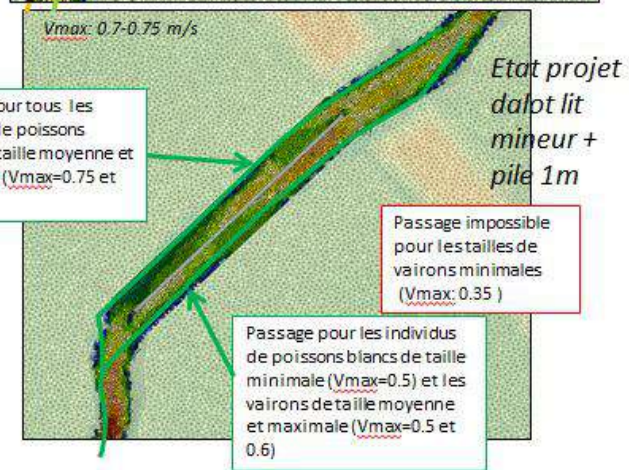 Vmax: 0.7-0.75 m/s
Etat projet
dalot lit
mineur +
pile 1m
our tous les
e poissons
taille moyenne et
(Vmax=0.75 et
Passage impossible
pour les tailles de
vairons minimales
(Vmax: 0.35 )
Passage pour les individus
de poissons blancs de taille
minimale (Vmax=0.5) et les
vairons de taille moyenne
et maximale (Vmax=0.5 et
0.6)